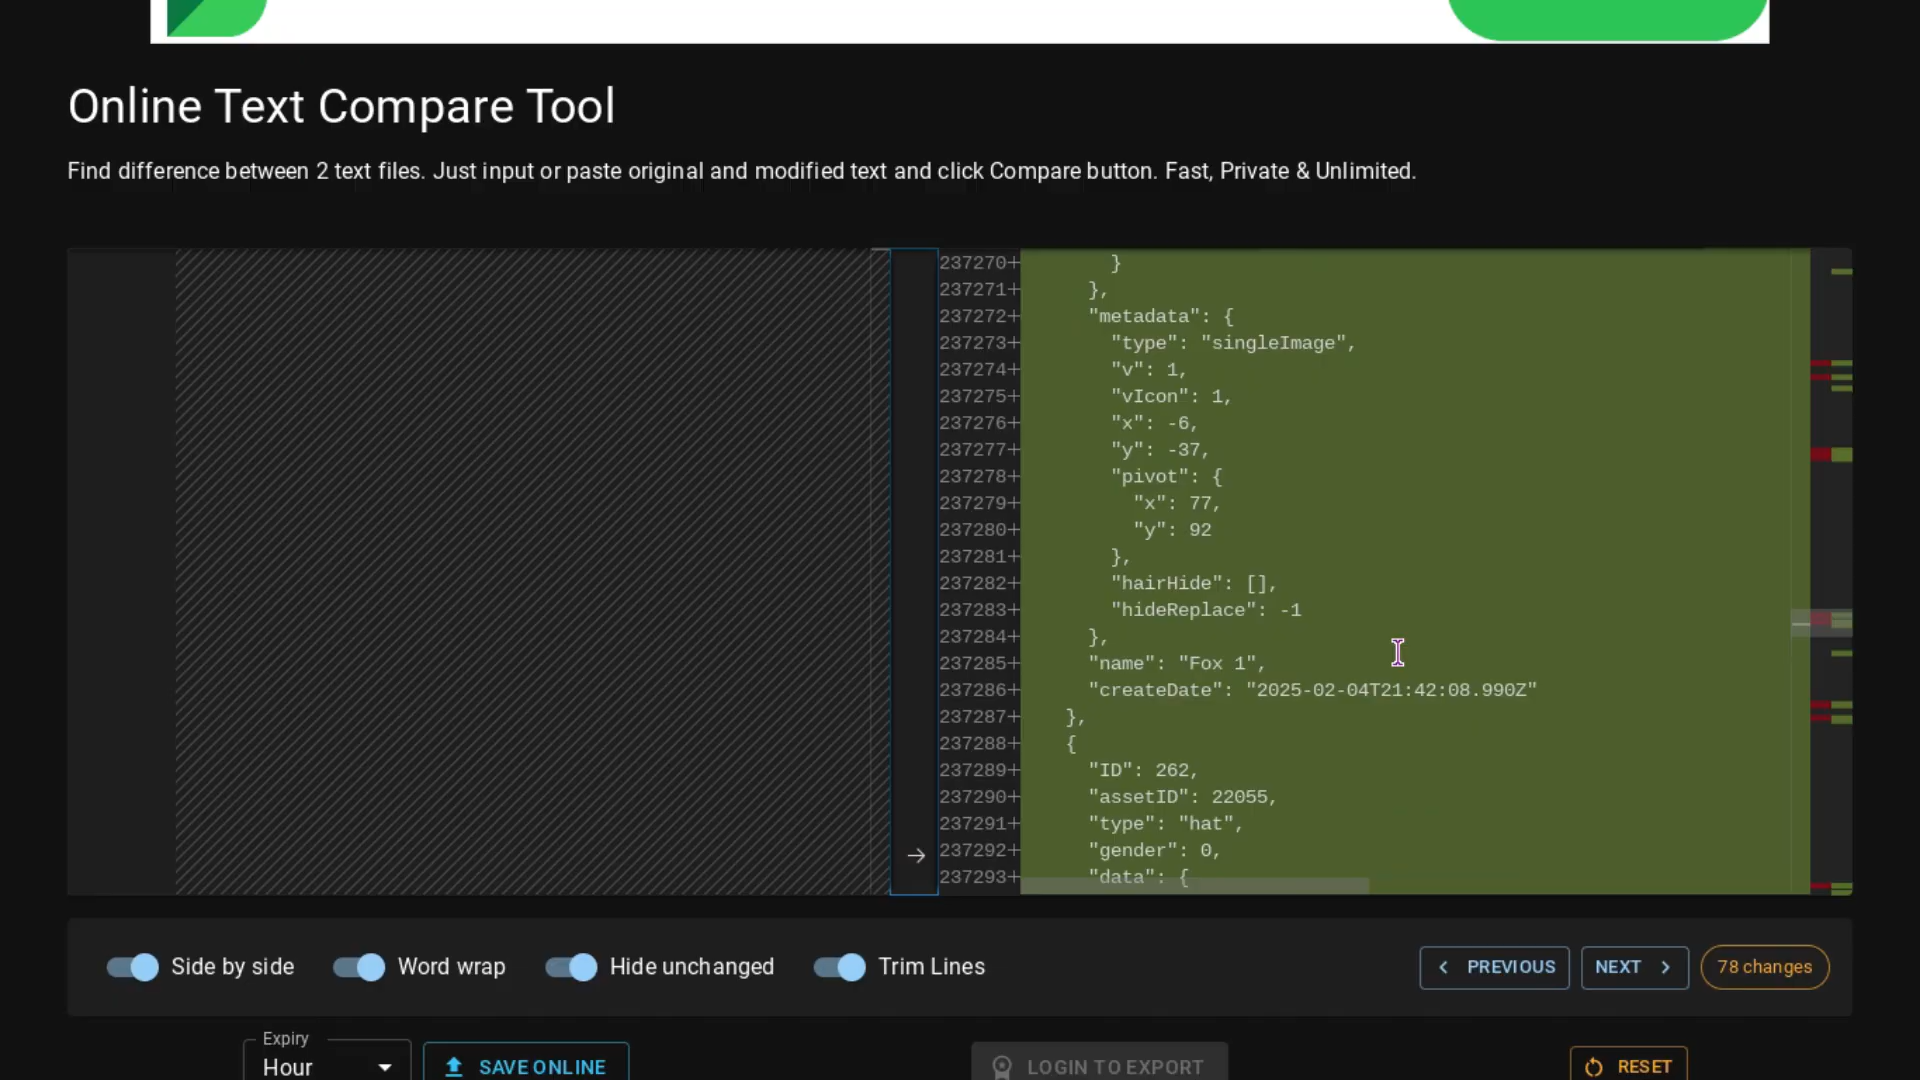 Online Text Compare Tool
Find difference between 2 text files. Just input or paste original and modified text and click Compare button. Fast, Private & Unlimited.
237270+ }
237271+ },
237272+ "metadata": {
237273+ "type": "singleImage",
237274+ "v": 1,
237275+ "vIcon": 1,
237276+ "x": -6,
237277+ "y": -37,
237278+ "pivot": {
237279+ "x": 77,
237280+ "y": 92
237281+ },
237282+ "hairHide": [],
237283+ "hideReplace": -1
237284+ },
237285+ "name": "Fox 1",
237286+ "createDate": "2025-02-04T21:42:08.990Z"
237287+ },
237288+ {
237289+ "ID": 262,
237290+ "assetID": 22055,
237291+ "type": "hat",
237292+ "gender": 0,
237293+ "data": {
Side by side Word wrap Hide unchanged Trim Lines PREVIOUS NEXT 78 changes
Expiry
Hour SAVE ONLINE LOGIN TO EXPORT RESET